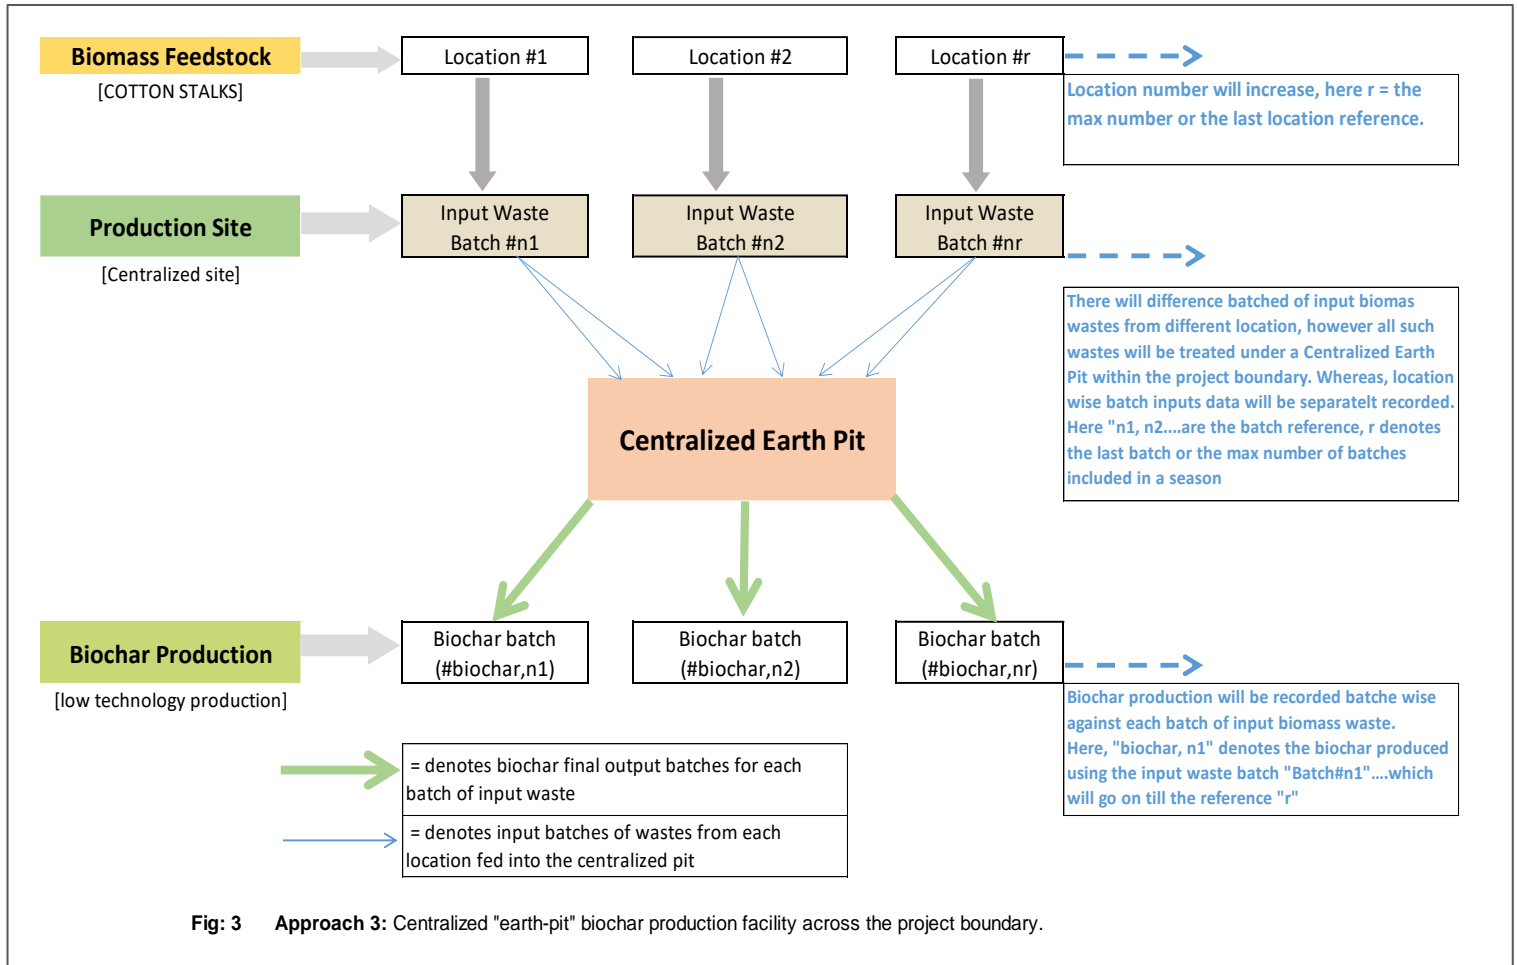 Biomass Feedstock
[COTTON STALKS]
Location #1
Location #2
Location #r
Location number will increase, here r = the
max number or the last location reference.
Production Site
[Centralized site]
Input Waste
Batch #n1
Input Waste
Batch #n2
Input Waste
Batch #nr
There will difference batched of input biomas
wastes from different location, however all such
wastes will be treated under a Centralized Earth
Pit within the project boundary. Whereas, location
wise batch inputs data will be separatelt recorded.
Here "n1, n2....are the batch reference, r denotes
the last batch or the max number of batches
included in a season
Centralized Earth Pit
Biochar Production
[low technology production]
Biochar batch
(#biochar,n1)
Biochar batch
(#biochar,n2)
Biochar batch
(#biochar,nr)
Biochar production will be recorded batche wise
against each batch of input biomass waste.
Here, "biochar, n1" denotes the biochar produced
using the input waste batch "Batch#n1"....which
will go on till the reference "r"
= denotes biochar final output batches for each
batch of input waste
= denotes input batches of wastes from each
location fed into the centralized pit
Fig: 3 Approach 3: Centralized "earth-pit" biochar production facility across the project boundary.